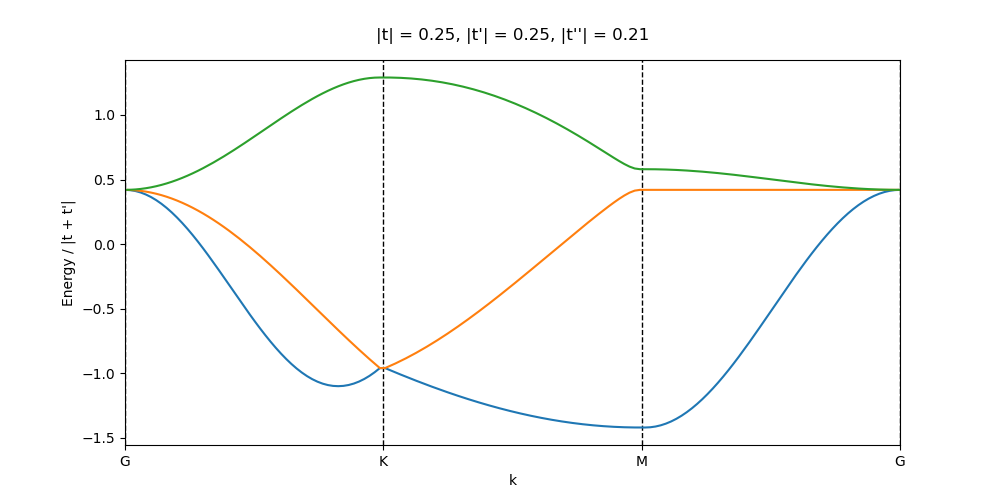 |t| = 0.25, |t'| = 0.25, |t''| = 0.21
Energy / |t + t'|
1.0
0.5
0.0
−0.5
−1.0
−1.5
G K M G
k